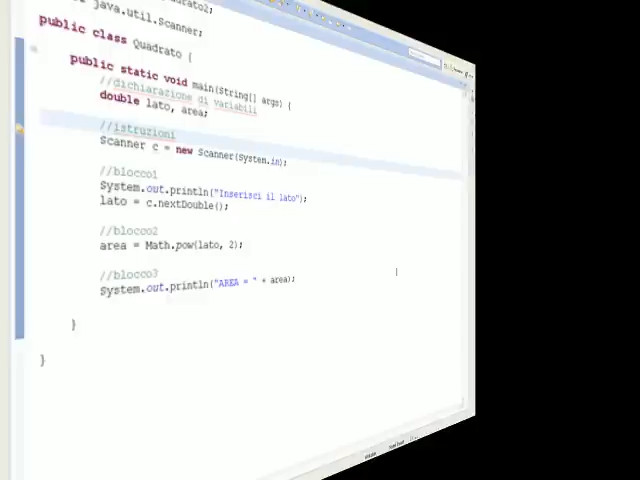 java.util.Scanner;
public class Quadrato {
public static void main(String[] args) {
//dichiarazione di variabili
double lato, area;
//istruzioni
Scanner c = new Scanner(System.in);
//blocco1
System.out.println("Inserisci il lato");
lato = c.nextDouble();
//blocco2
area = Math.pow(lato, 2);
//blocco3
System.out.println("AREA = " + area);
}
}